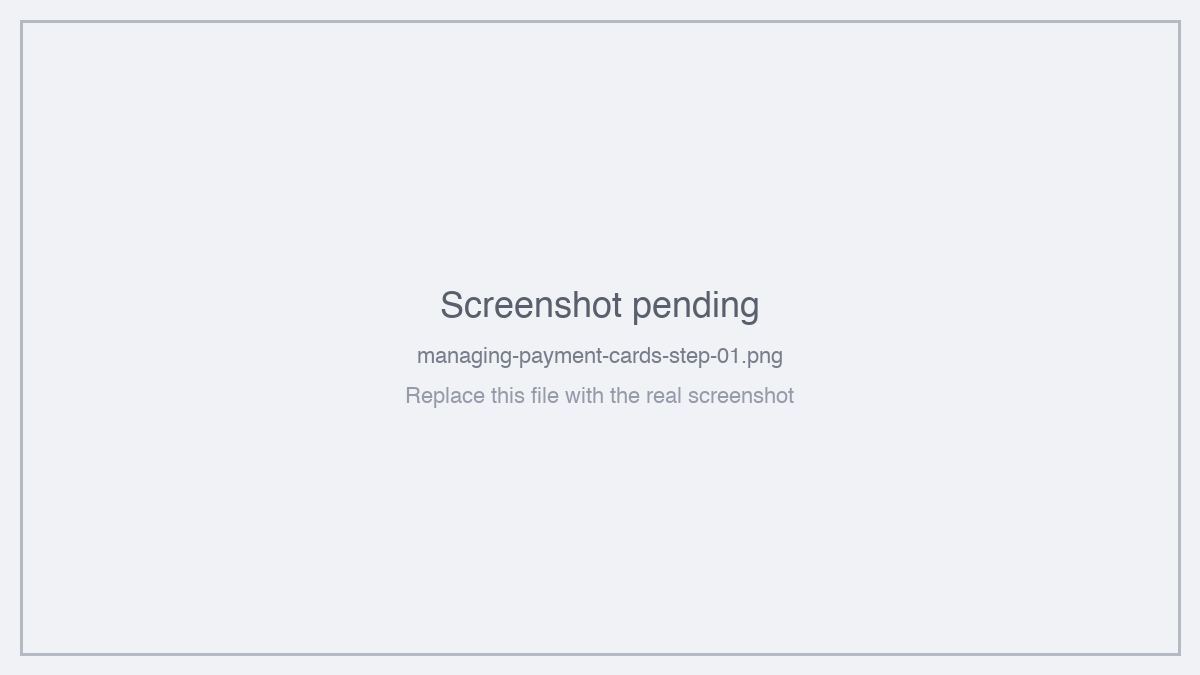 Screenshot pending
managing-payment-cards-step-01.png
Replace this file with the real screenshot